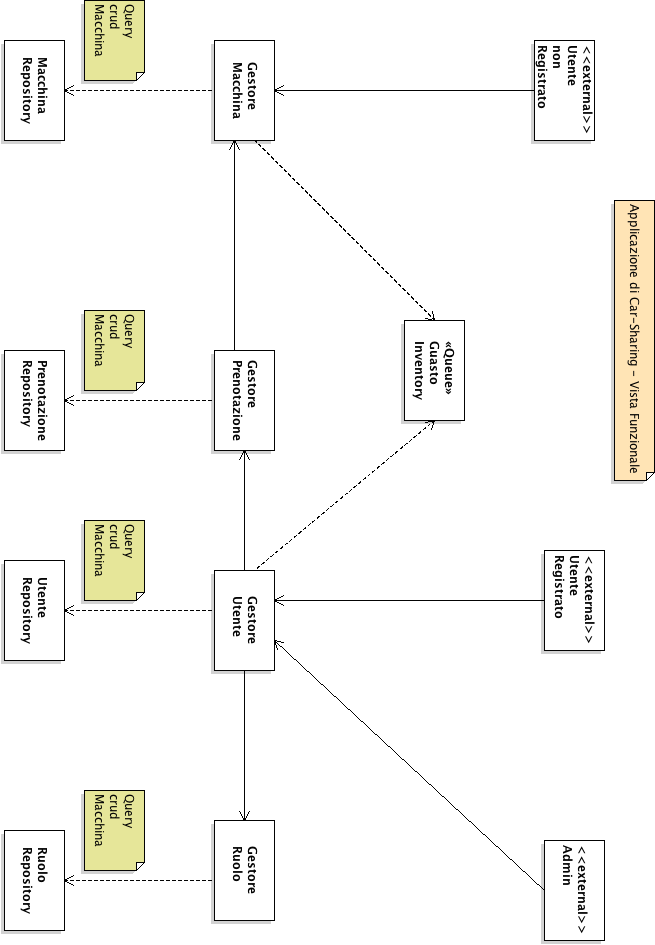 Applicazione di Car-Sharing - Vista Funzionale
<<external>>
Utente
non
Registrato
<<external>>
Utente
Registrato
<<external>>
Admin
«Queue»
Guasto
Inventory
Gestore
Macchina
Gestore
Prenotazione
Gestore
Utente
Gestore
Ruolo
Query
crud
Macchina
Query
crud
Macchina
Query
crud
Macchina
Query
crud
Macchina
Macchina
Repository
Prenotazione
Repository
Utente
Repository
Ruolo
Repository